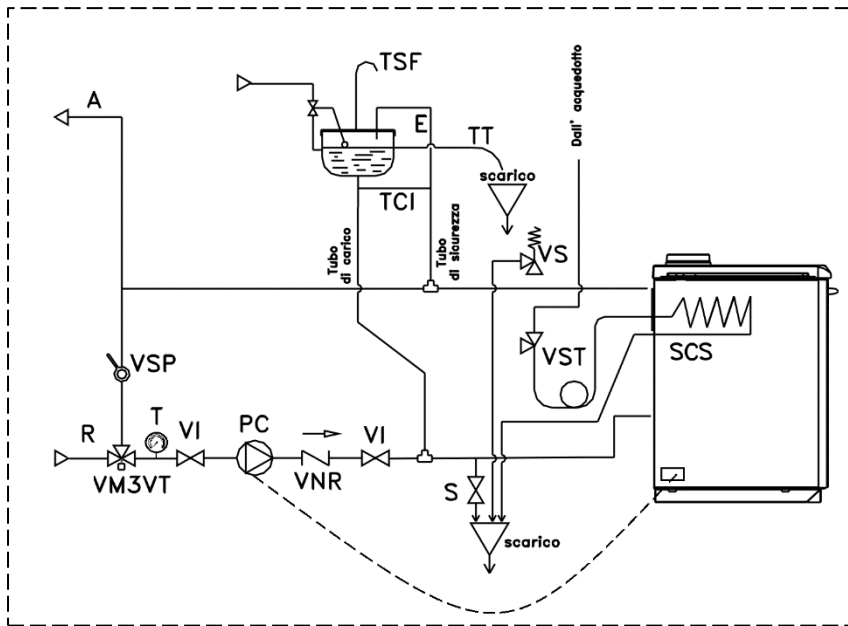 TSF
A
E
TT
Dall' acquedotto
scarico
TCI
Tubo
di carico
Tubo
di sicurezza
VS
VST
SCS
VSP
R
T
VI
PC
VI
VNR
VM3VT
S
scarico